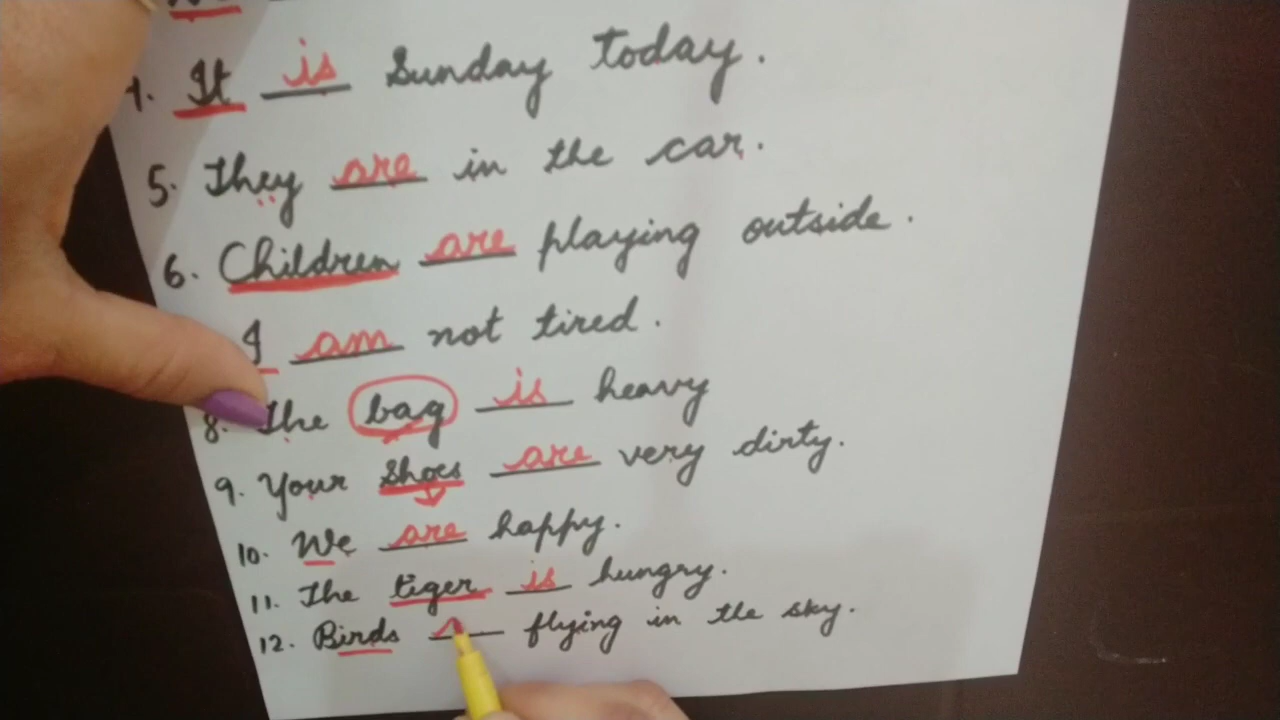 4. It is Sunday today.
5. They are in the car.
6. Children are playing outside.
I am not tired.
8. The bag is heavy
9. Your shoes are very dirty.
10. We are happy.
11. The tiger is hungry.
12. Birds flying in the sky.